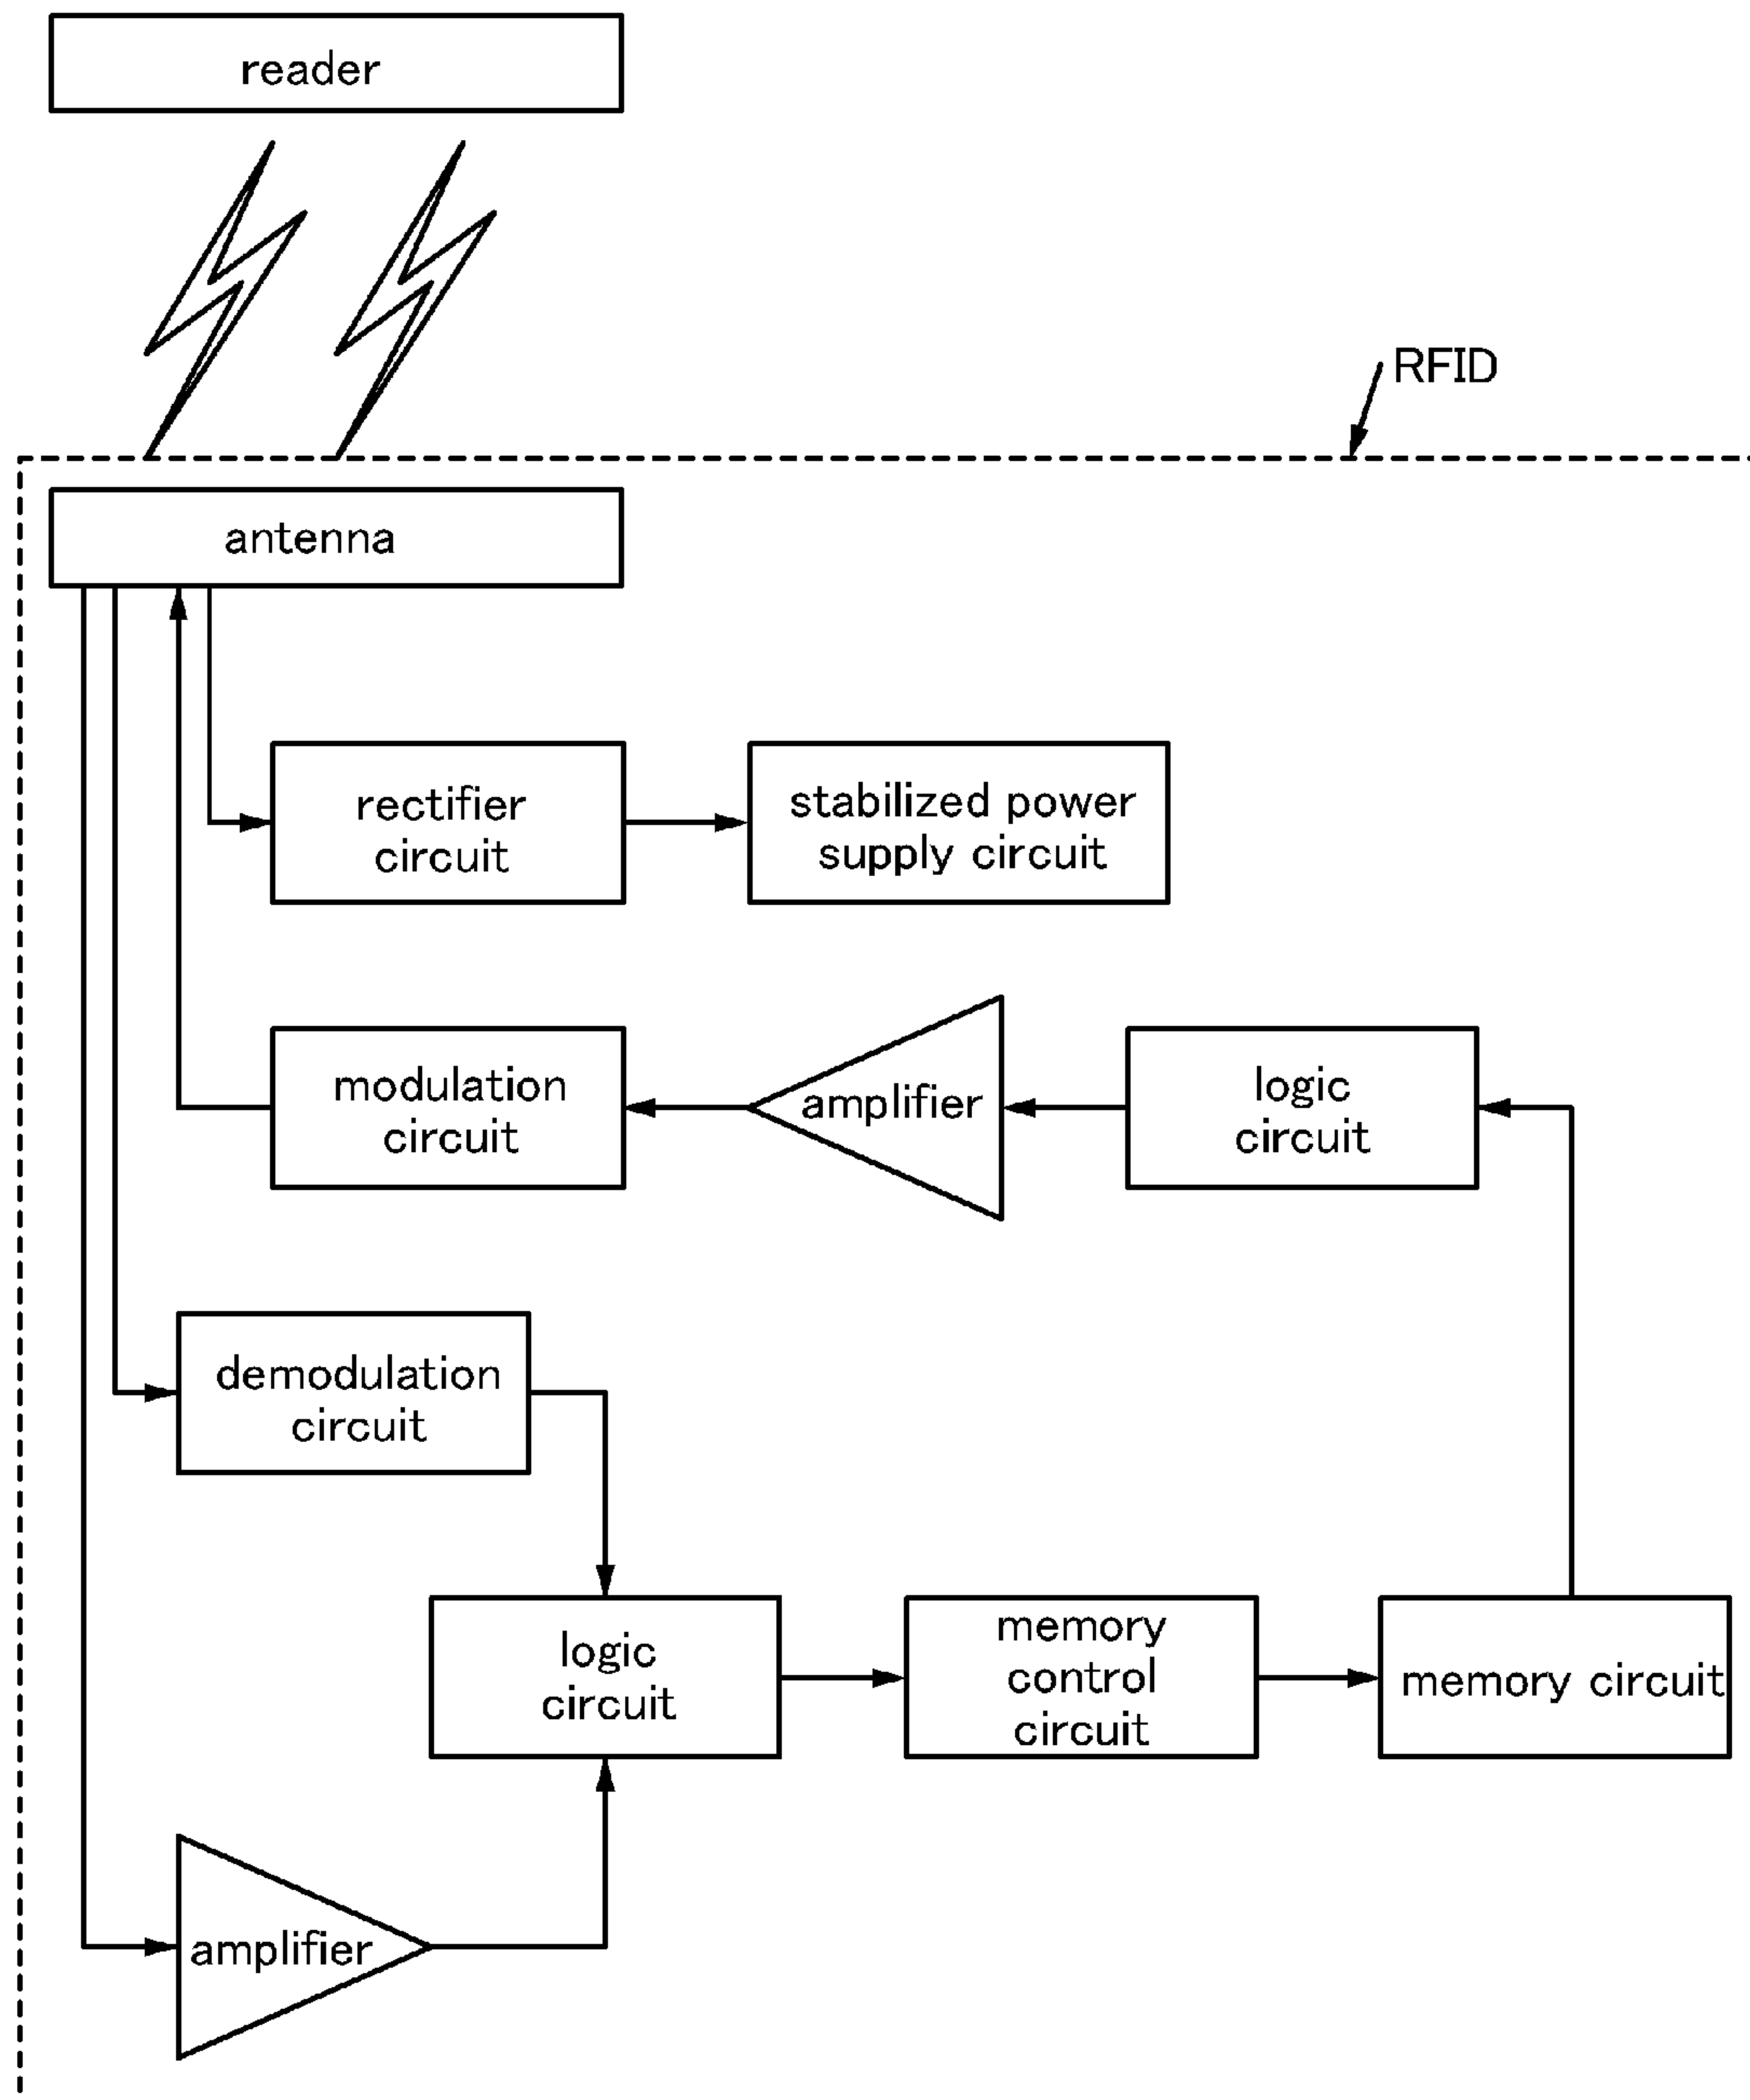 reader
RFID
antenna
rectifier
circuit
stabilized power
supply circuit
modulation
circuit
amplifier
logic
circuit
demodulation
circuit
logic
circuit
memory
control
circuit
memory circuit
amplifier